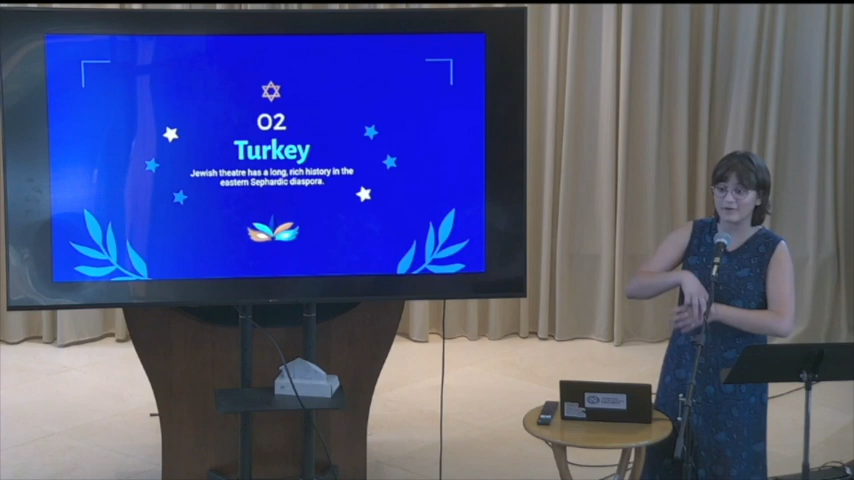 02
Turkey
Jewish theatre has a long, rich history in the
eastern Sephardic diaspora.